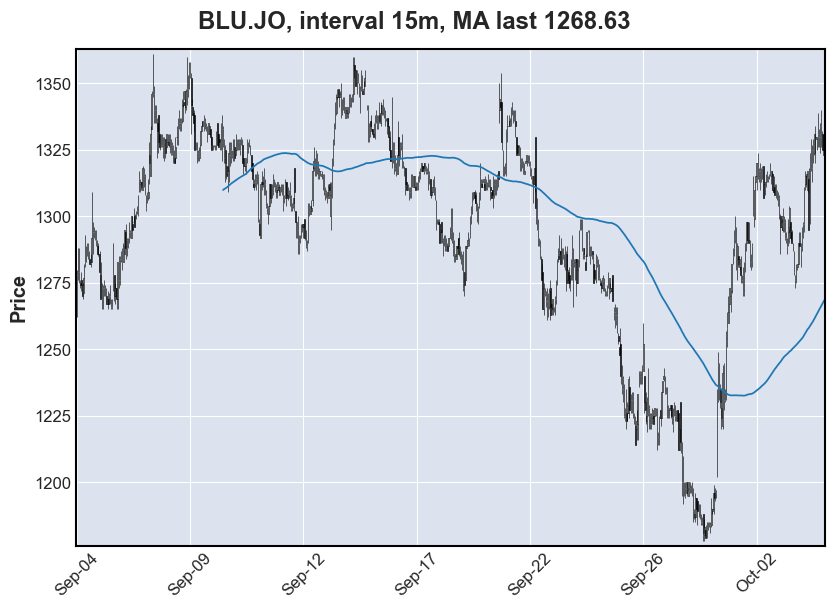 BLU.JO, interval 15m, MA last 1268.63
Price
1350
1325
1300
1275
1250
1225
1200
Sep-04
Sep-09
Sep-12
Sep-17
Sep-22
Sep-26
Oct-02